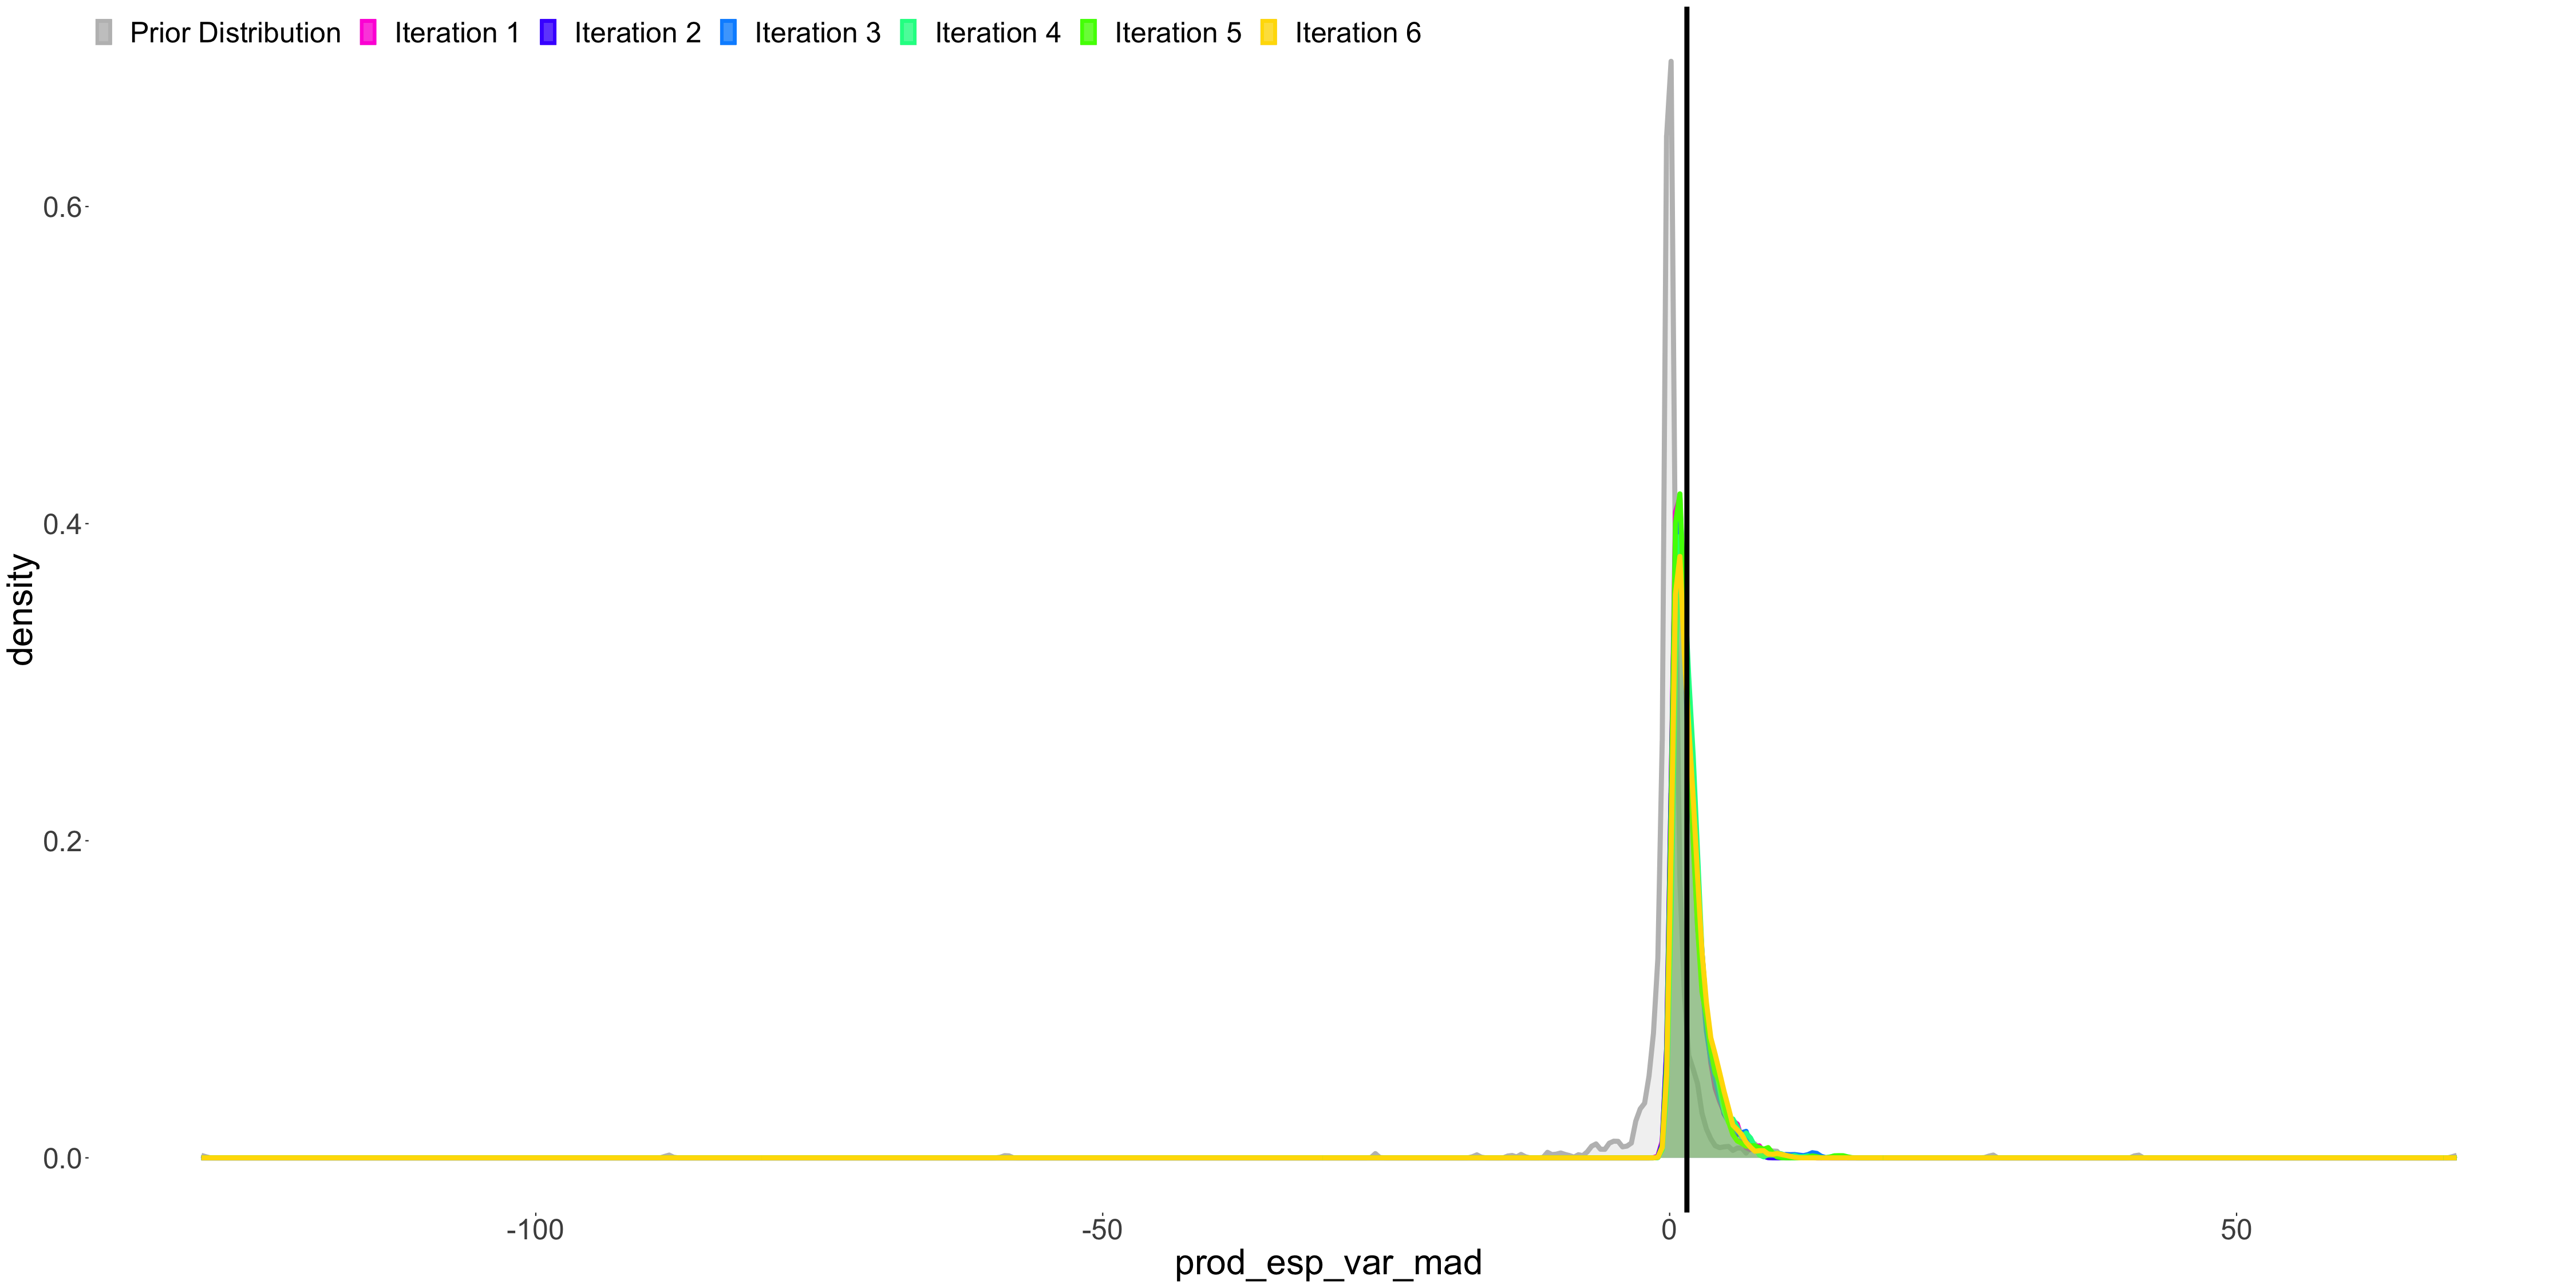 Prior Distribution Iteration 1 Iteration 2 Iteration 3 Iteration 4 Iteration 5 Iteration 6
0.6
0.4
0.2
0.0
density
-100 -50 0 50
prod_esp_var_mad